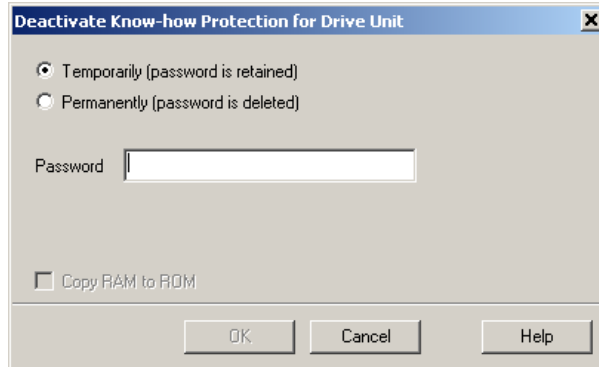 Deactivate Know-how Protection for Drive Unit
Temporarily (password is retained)
Permanently (password is deleted)
Password
Copy RAM to ROM
OK Cancel Help